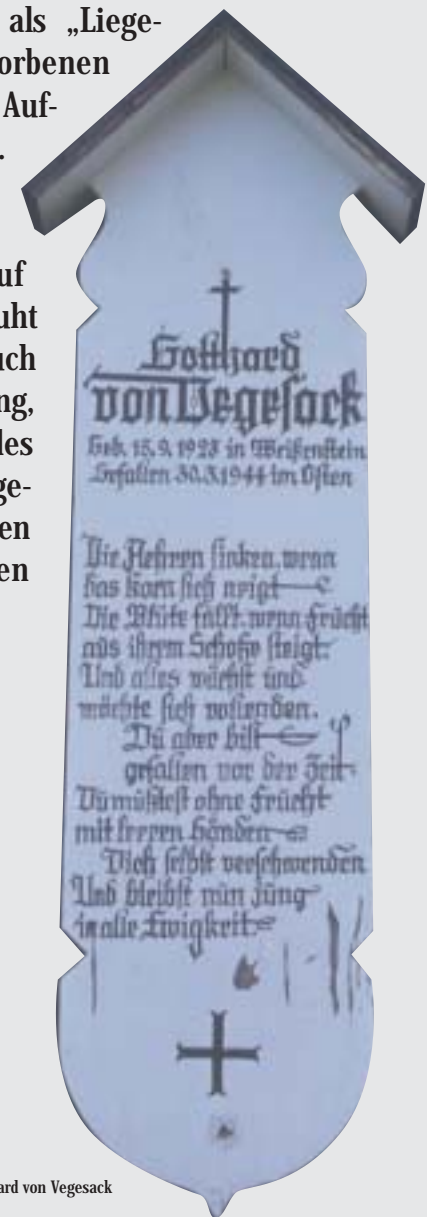 als „Liege-
orbenen
Auf-
.
uf
uht
uch
ng,
des
ge-
en
en
Gotthard
von Vegesack
Geb. 15.9.1923 in Weißenstein
Gefallen 30.3.1944 im Osten
Die Aehren sinken, wenn
das Korn sich neigt
Die Blüte fällt, wenn Frucht
aus ihrem Schoße steigt.
Und alles wächst und
möchte sich vollenden.
Du aber bist
gefallen vor der Zeit.
Du mußtest ohne Frucht
mit leeren Händen
Dich selbst verschwenden
Und bleibst nun jung
in alle Ewigkeit
ard von Vegesack